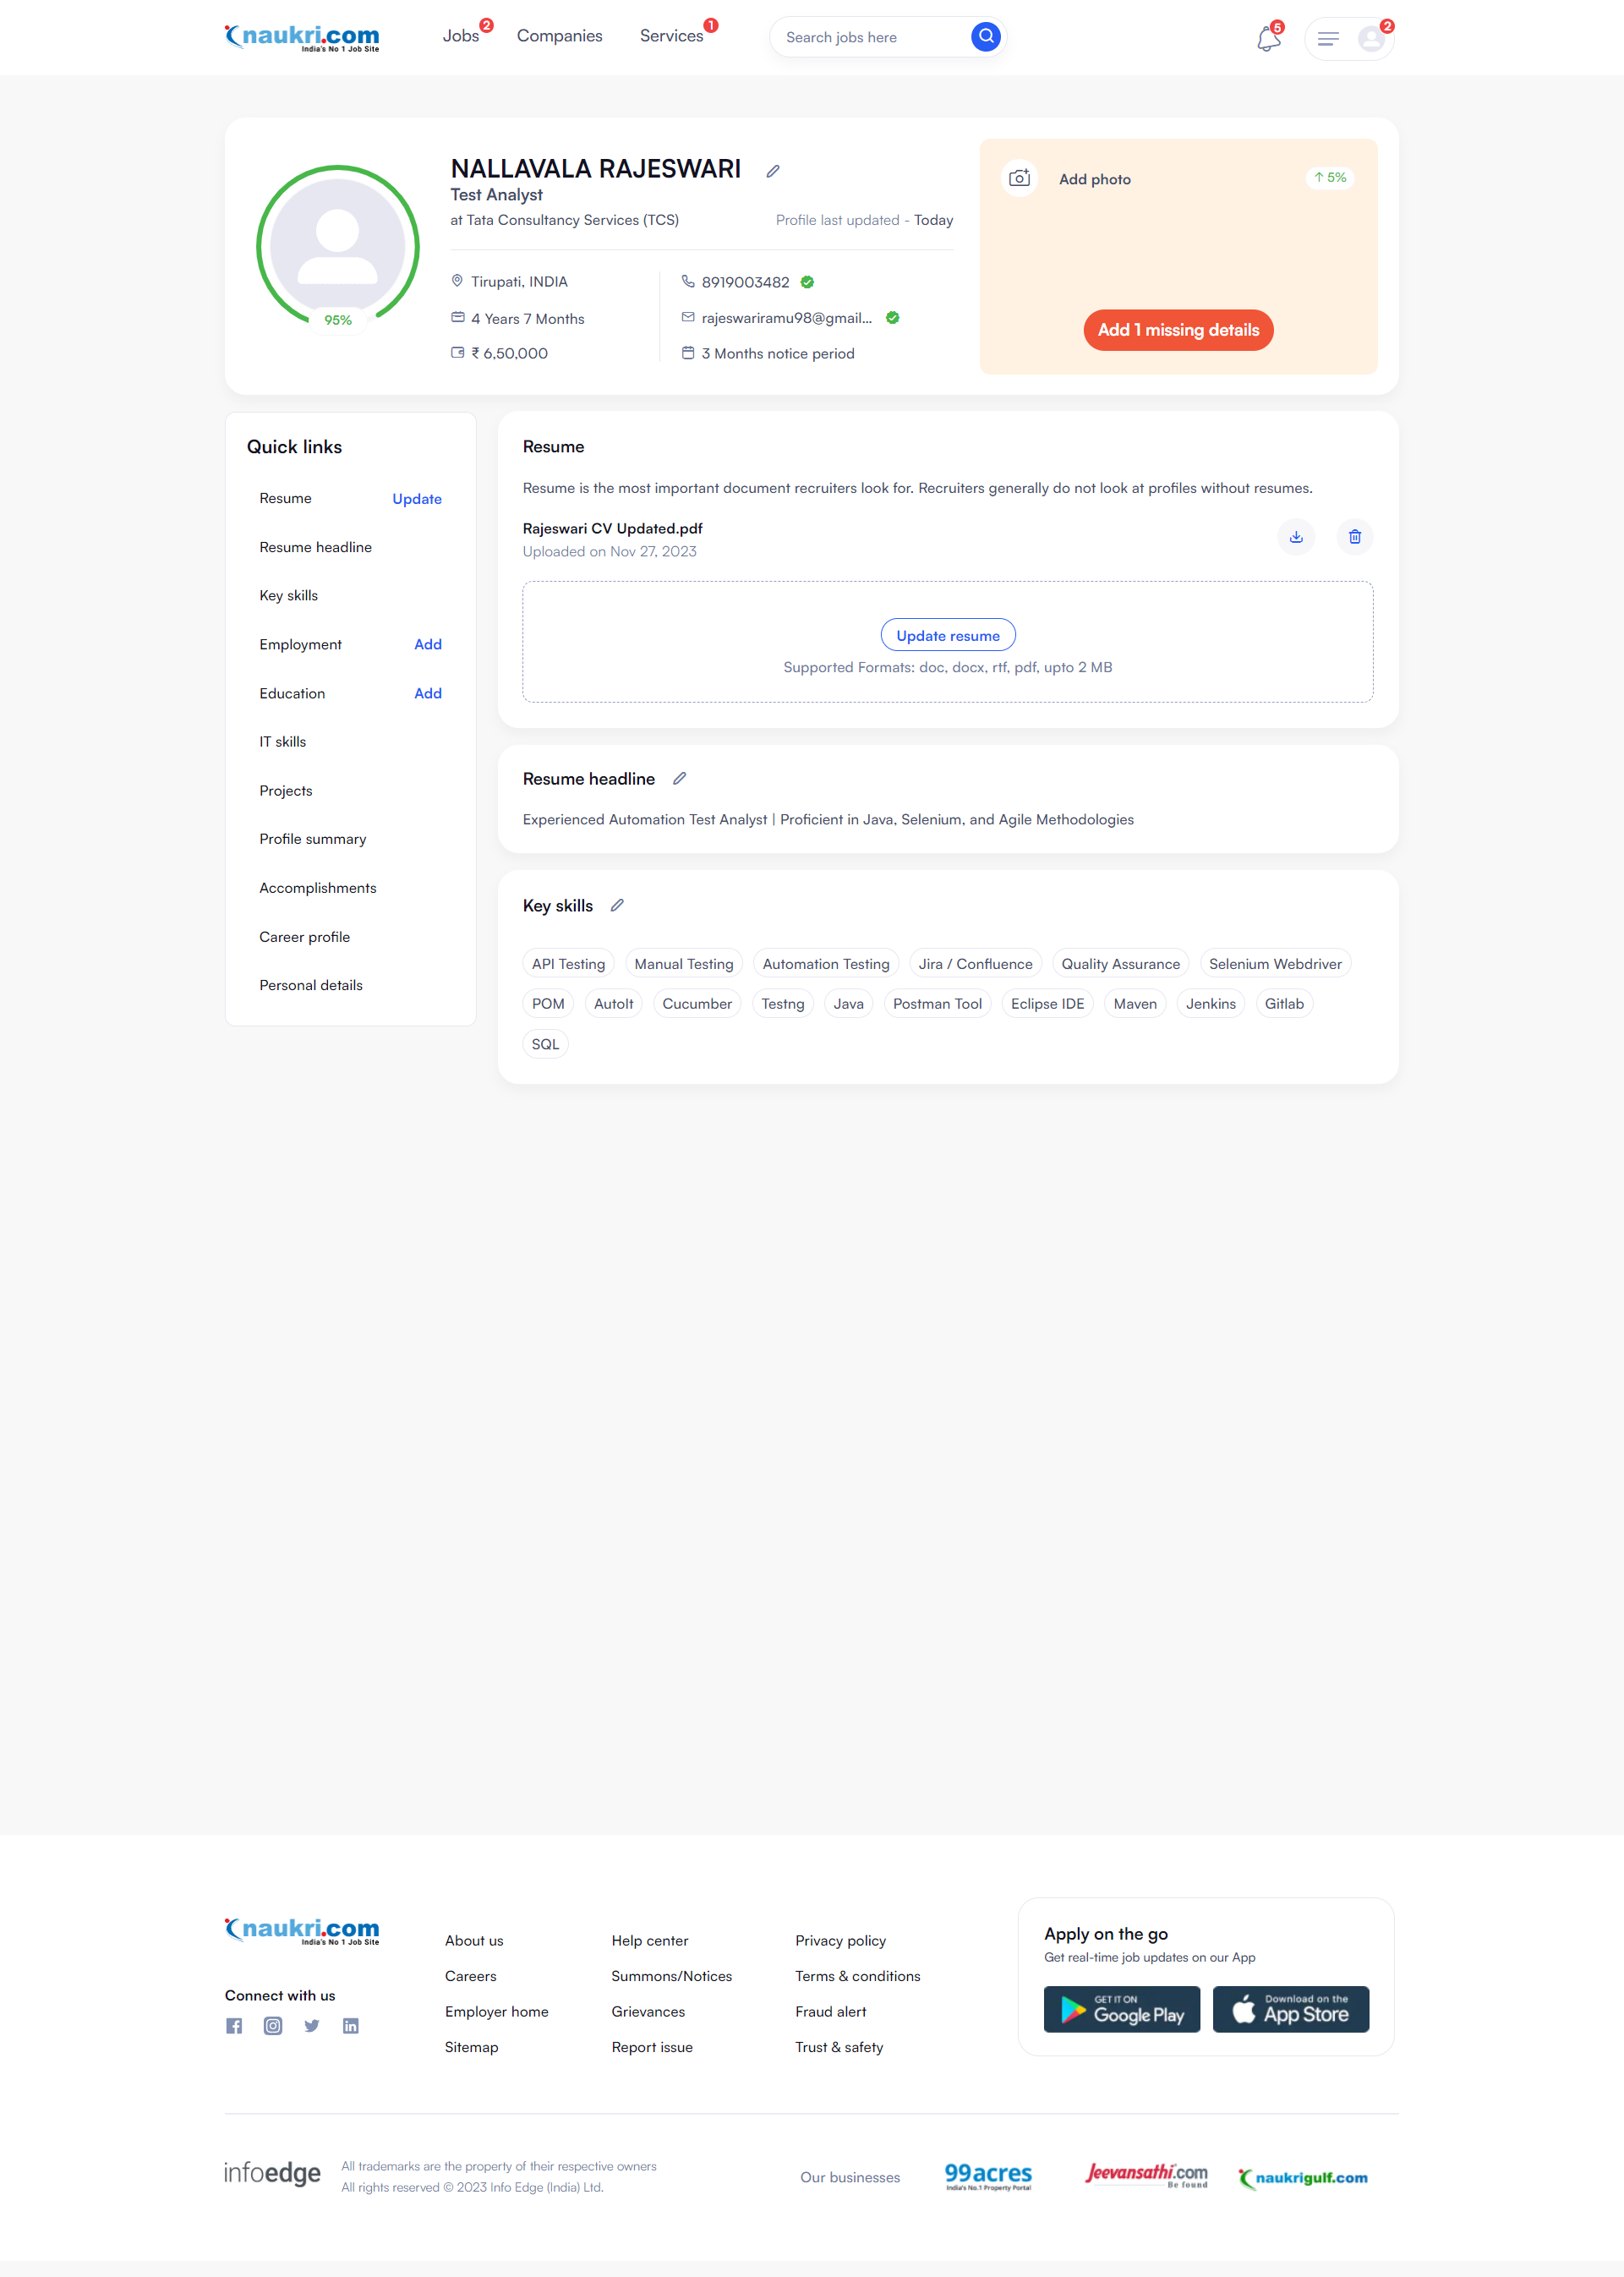 naukri.com
India's No 1 Job Site
Jobs 2
Companies
Services 1
Search jobs here
5
2
NALLAVALA RAJESWARI
Test Analyst
at Tata Consultancy Services (TCS)
Profile last updated - Today
95%
Tirupati, INDIA
4 Years 7 Months
₹ 6,50,000
8919003482
rajeswariramu98@gmail...
3 Months notice period
Add photo
↑ 5%
Add 1 missing details
Quick links
Resume Update
Resume headline
Key skills
Employment Add
Education Add
IT skills
Projects
Profile summary
Accomplishments
Career profile
Personal details
Resume
Resume is the most important document recruiters look for. Recruiters generally do not look at profiles without resumes.
Rajeswari CV Updated.pdf
Uploaded on Nov 27, 2023
Update resume
Supported Formats: doc, docx, rtf, pdf, upto 2 MB
Resume headline
Experienced Automation Test Analyst | Proficient in Java, Selenium, and Agile Methodologies
Key skills
API Testing Manual Testing Automation Testing Jira / Confluence Quality Assurance Selenium Webdriver
POM AutoIt Cucumber Testng Java Postman Tool Eclipse IDE Maven Jenkins Gitlab
SQL
naukri.com
India's No 1 Job Site
Connect with us
About us
Careers
Employer home
Sitemap
Help center
Summons/Notices
Grievances
Report issue
Privacy policy
Terms & conditions
Fraud alert
Trust & safety
Apply on the go
Get real-time job updates on our App
GET IT ON
Google Play
Download on the
App Store
infoedge
All trademarks are the property of their respective owners
All rights reserved © 2023 Info Edge (India) Ltd.
Our businesses
99acres
India's No.1 Property Portal
Jeevansathi.com
Be found
naukrigulf.com